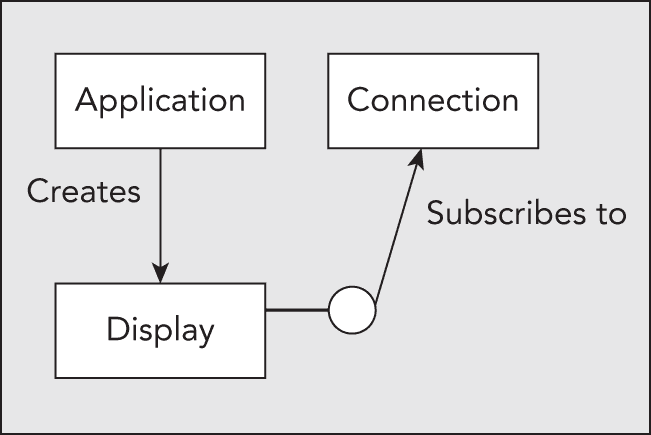 Application
Connection
Creates
Subscribes to
Display